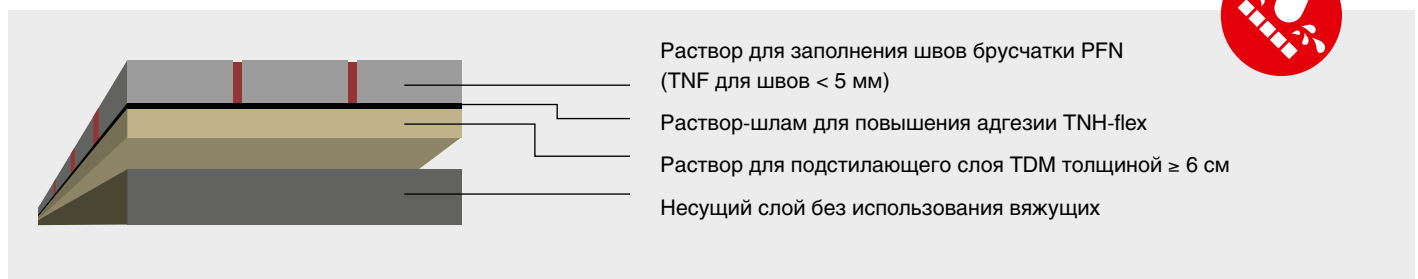 Раствор для заполнения швов брусчатки PFN
(TNF для швов < 5 мм)
Раствор-шлам для повышения адгезии TNH-flex
Раствор для подстилающего слоя TDM толщиной ≥ 6 см
Несущий слой без использования вяжущих